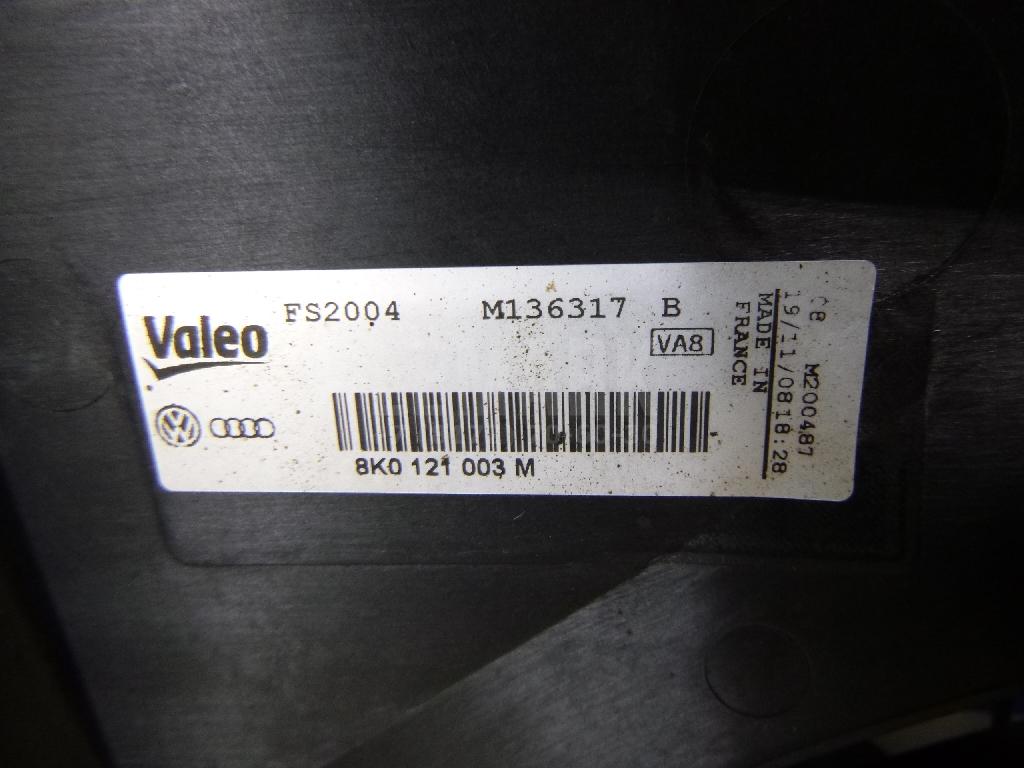 Valeo
FS2004 M136317 B
VA8
8K0 121 003 M
MADE IN
FRANCE
19/11/08 18:28
M200487